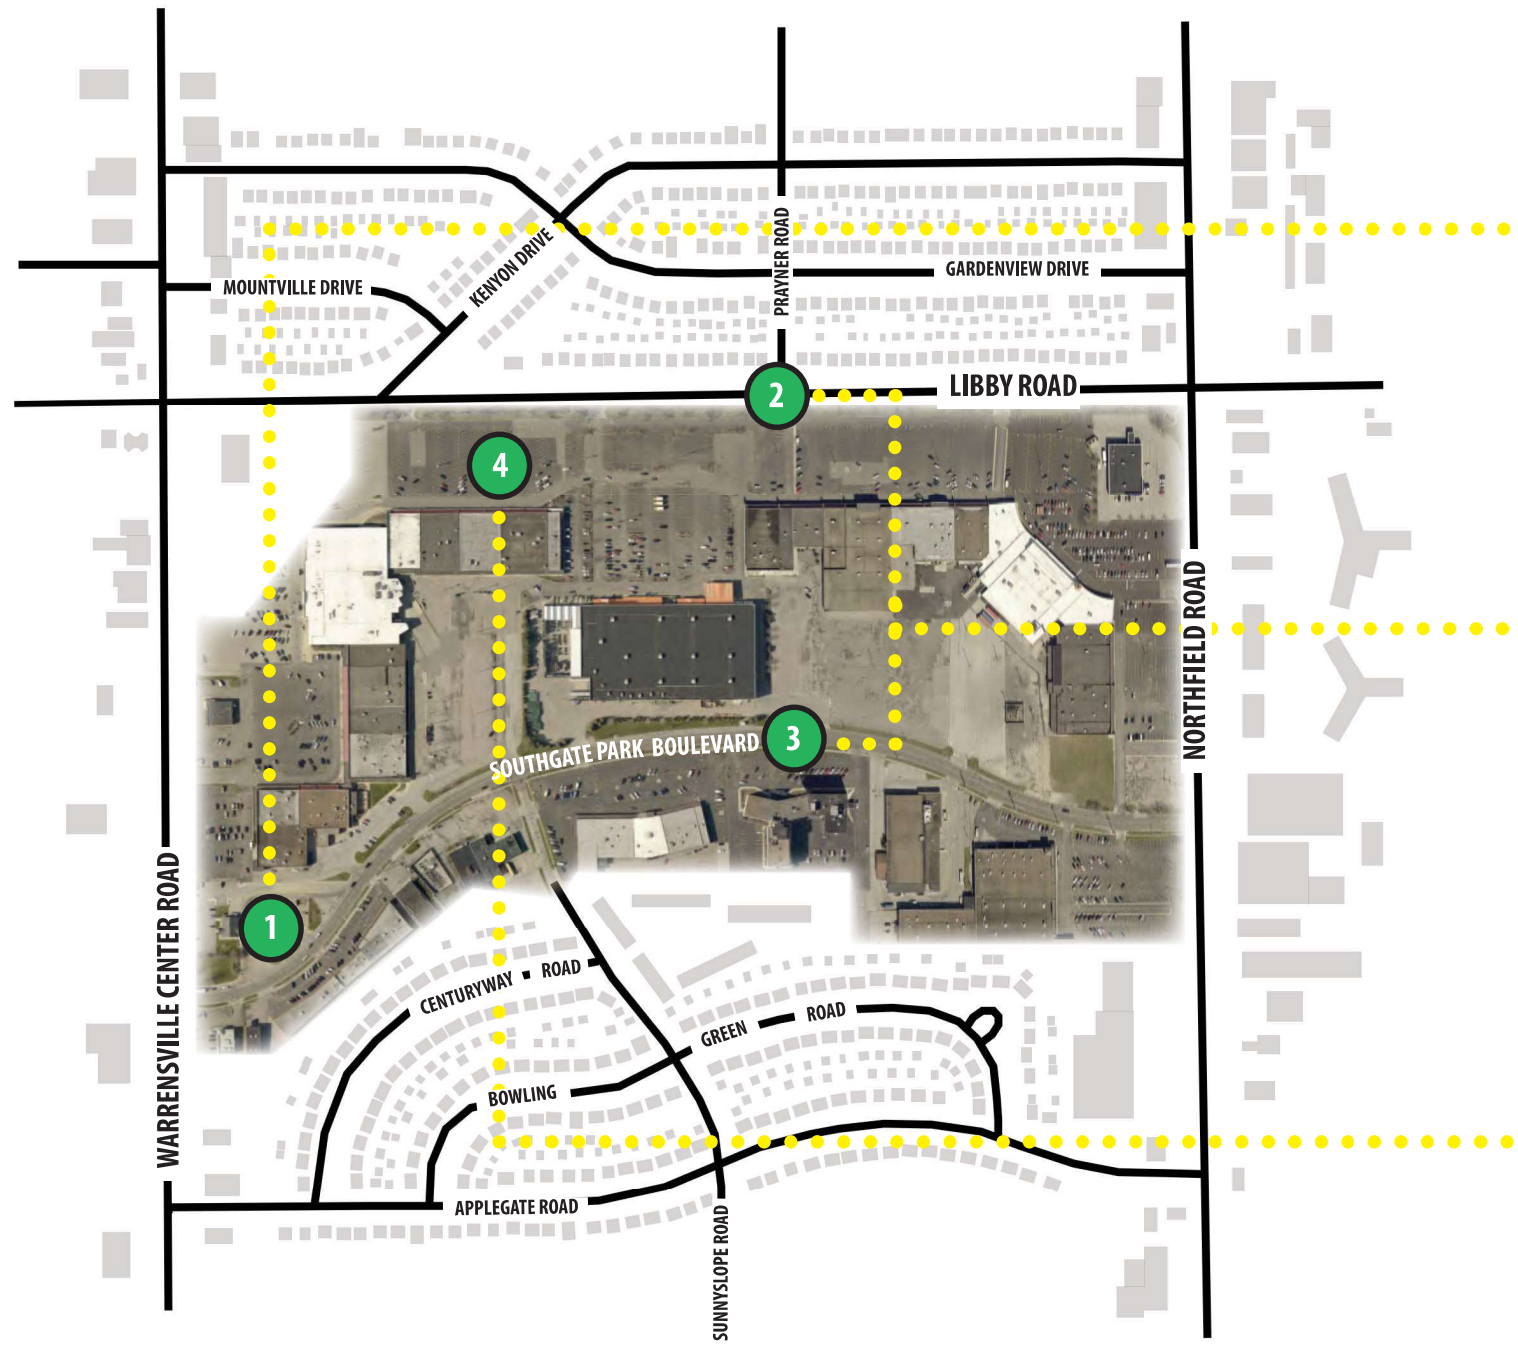 PRAYNER ROAD
KENYON DRIVE
GARDENVIEW DRIVE
MOUNTVILLE DRIVE
LIBBY ROAD
2
4
NORTHFIELD ROAD
3
SOUTHGATE PARK BOULEVARD
WARRENSVILLE CENTER ROAD
1
CENTURYWAY ROAD
GREEN ROAD
BOWLING
APPLEGATE ROAD
SUNNYSLOPE ROAD